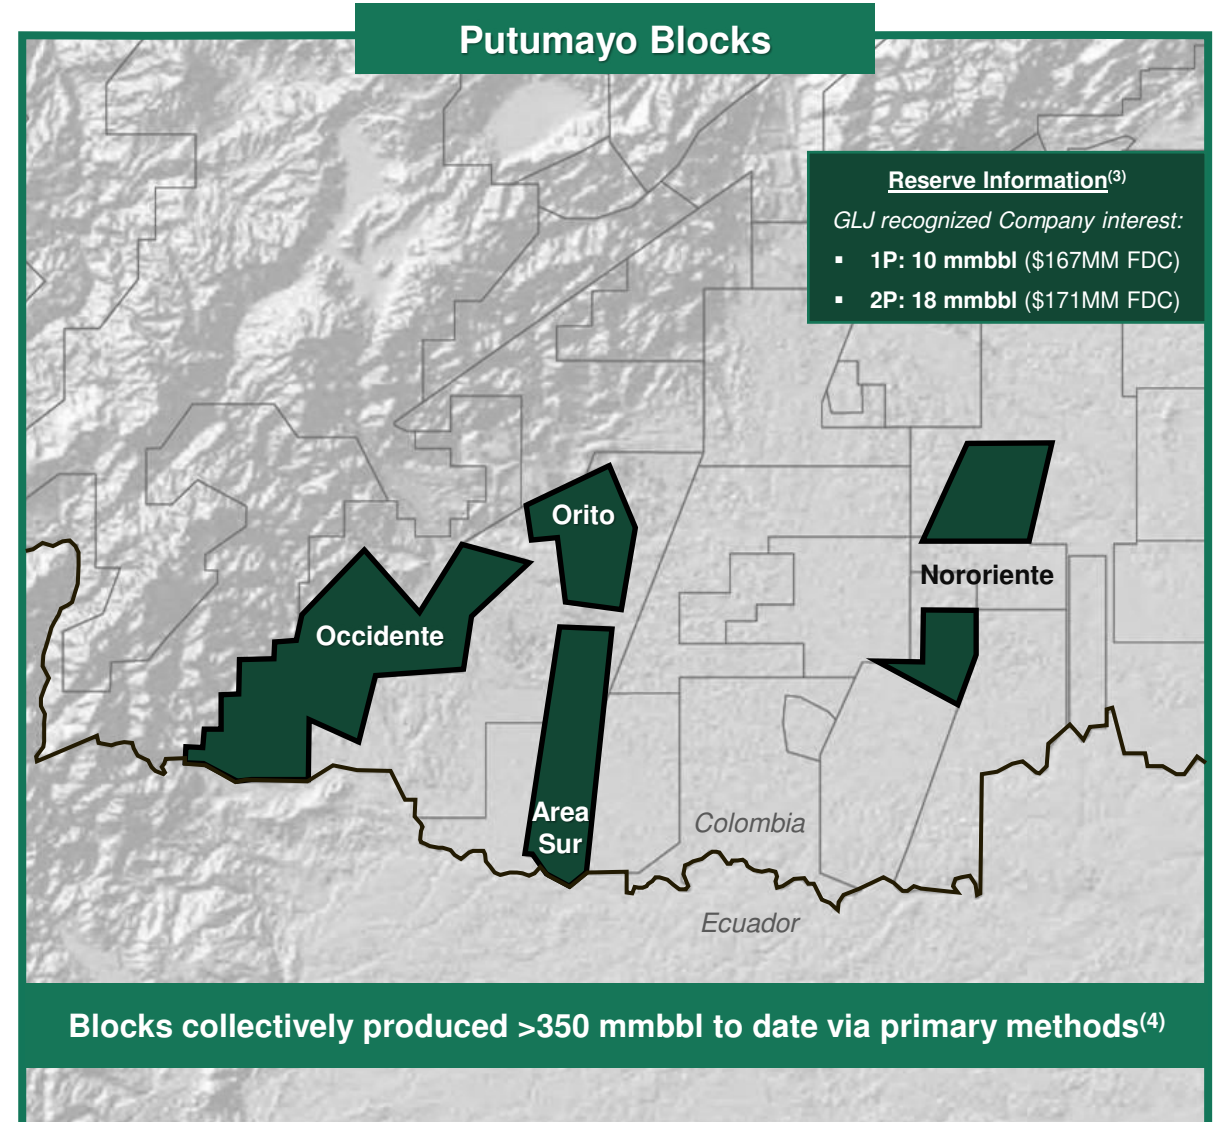 Putumayo Blocks
Reserve Information(3)
GLJ recognized Company interest:
▪ 1P: 10 mmbbl ($167MM FDC)
▪ 2P: 18 mmbbl ($171MM FDC)
Orito
Nororiente
Occidente
Area
Sur
Colombia
Ecuador
Blocks collectively produced >350 mmbbl to date via primary methods(4)